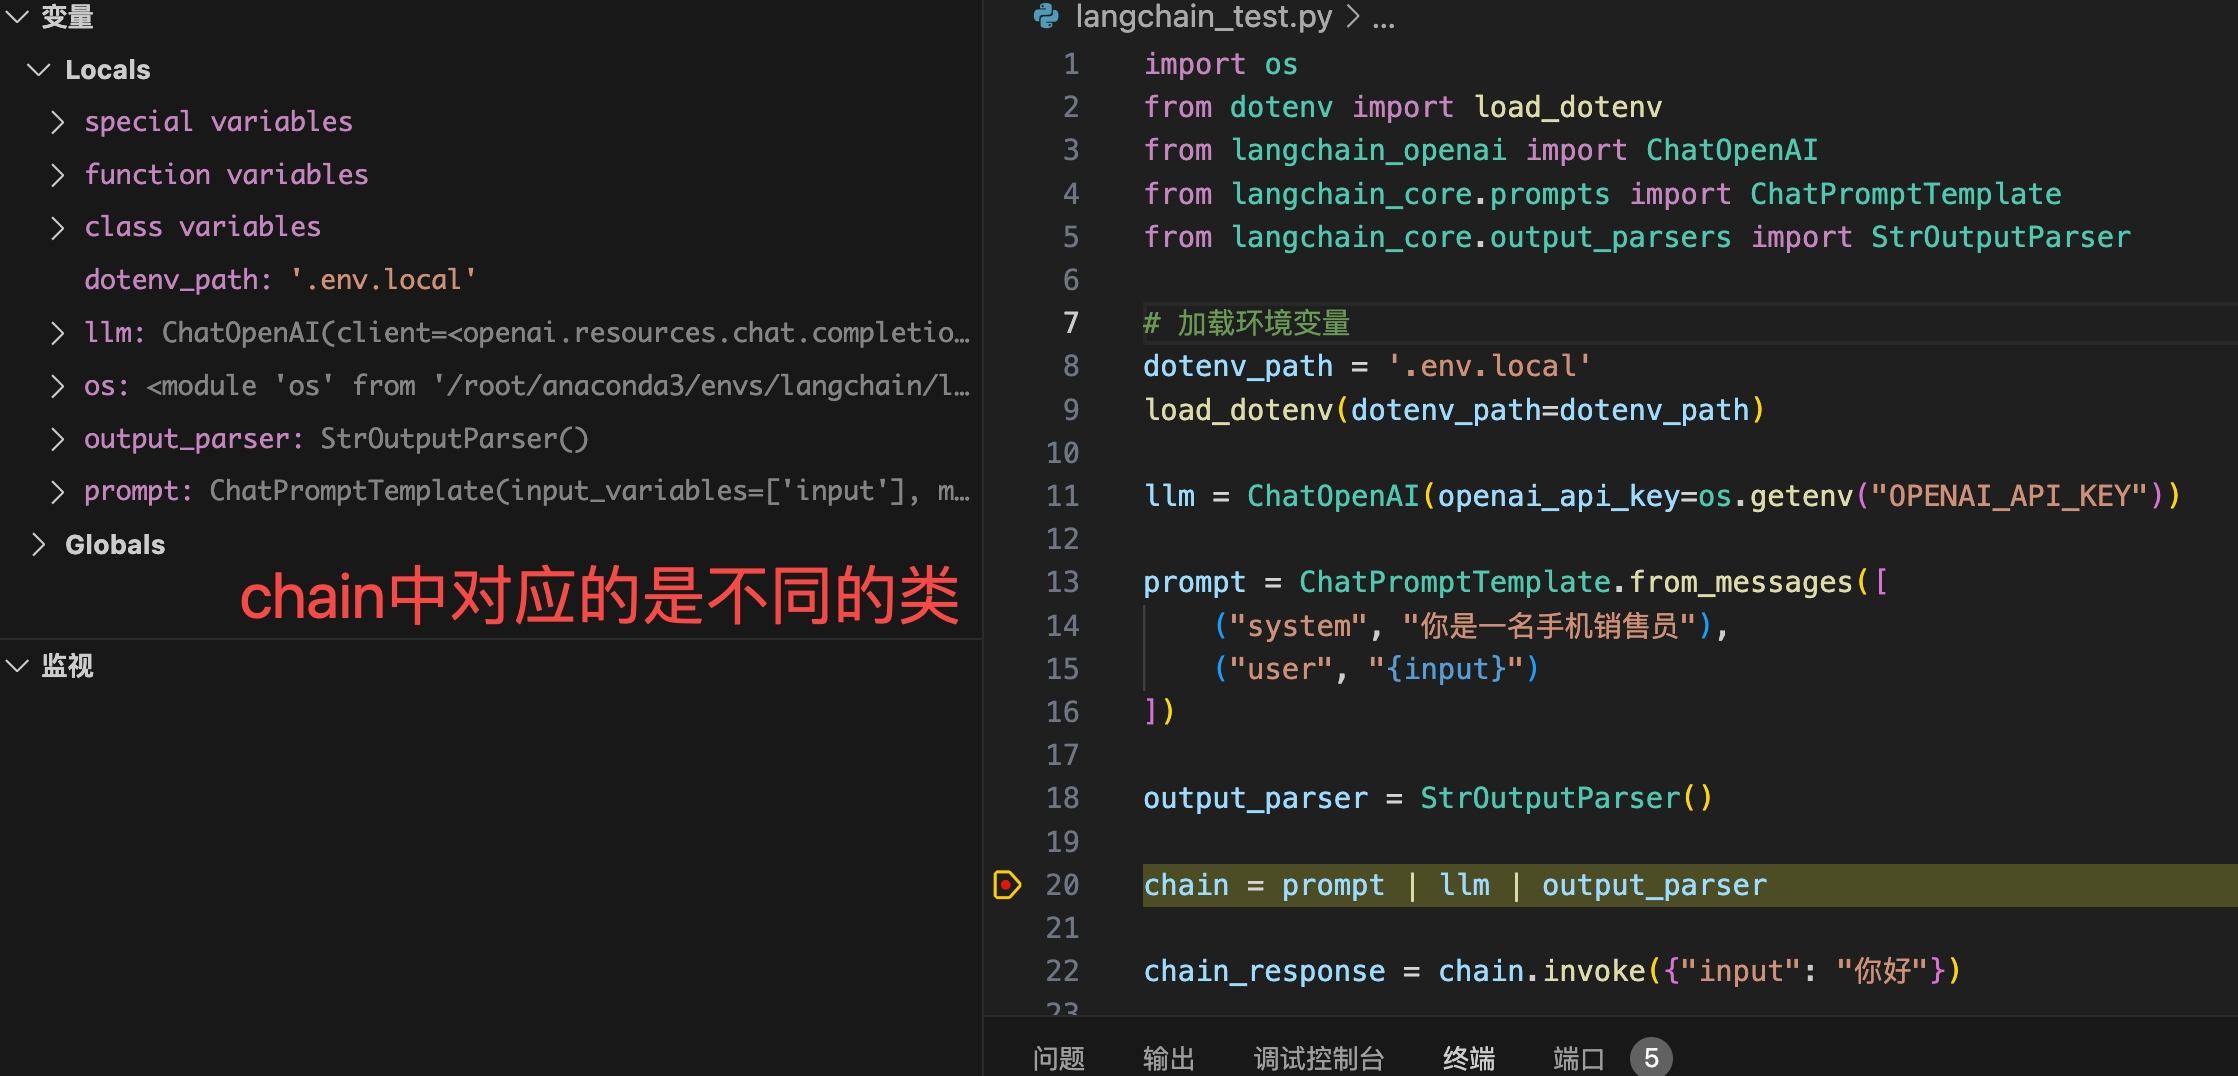 变量
Locals
special variables
function variables
class variables
dotenv_path: '.env.local'
llm: ChatOpenAI(client=<openai.resources.chat.completio…
os: <module 'os' from '/root/anaconda3/envs/langchain/l…
output_parser: StrOutputParser()
prompt: ChatPromptTemplate(input_variables=['input'], m…
Globals
chain中对应的是不同的类
监视
langchain_test.py > ...
1 import os
2 from dotenv import load_dotenv
3 from langchain_openai import ChatOpenAI
4 from langchain_core.prompts import ChatPromptTemplate
5 from langchain_core.output_parsers import StrOutputParser
6
7 # 加载环境变量
8 dotenv_path = '.env.local'
9 load_dotenv(dotenv_path=dotenv_path)
10
11 llm = ChatOpenAI(openai_api_key=os.getenv("OPENAI_API_KEY"))
12
13 prompt = ChatPromptTemplate.from_messages([
14     ("system", "你是一名手机销售员"),
15     ("user", "{input}")
16 ])
17
18 output_parser = StrOutputParser()
19
20 chain = prompt | llm | output_parser
21
22 chain_response = chain.invoke({"input": "你好"})
23
问题 输出 调试控制台 终端 端口 5